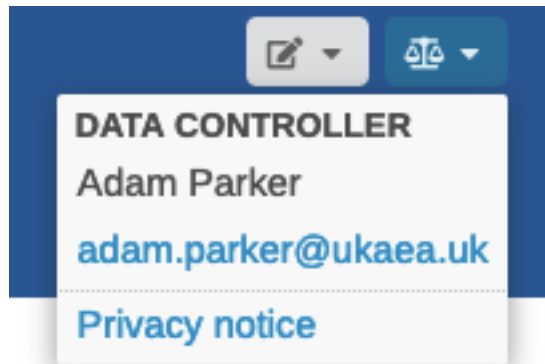 DATA CONTROLLER
Adam Parker
adam.parker@ukaea.uk
Privacy notice